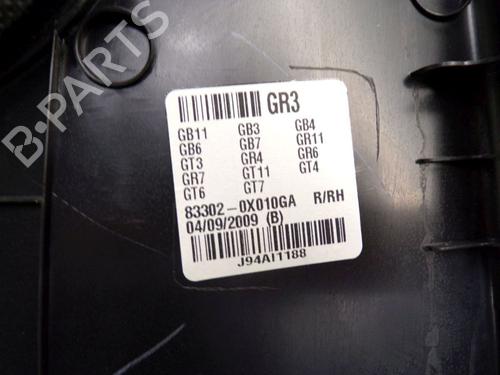 B-PARTS
GR3
GB11 GB3 GB4
GB6 GB7 GR11
GT3 GR4 GR6
GR7 GT11 GT4
GT6 GT7
83302-0X010GA R/RH
04/09/2009 (B)
J94AI1188